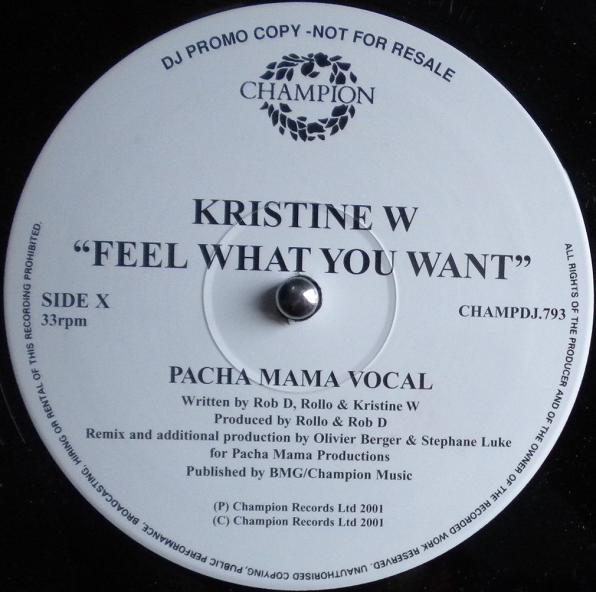 DJ PROMO COPY -NOT FOR RESALE
CHAMPION
KRISTINE W
“FEEL WHAT YOU WANT”
SIDE X
33rpm
CHAMPDJ.793
PACHA MAMA VOCAL
Written by Rob D, Rollo & Kristine W
Produced by Rollo & Rob D
Remix and additional production by Olivier Berger & Stephane Luke
for Pacha Mama Productions
Published by BMG/Champion Music
(P) Champion Records Ltd 2001
(C) Champion Records Ltd 2001
ALL RIGHTS OF THE PRODUCER AND OF THE OWNER OF THE RECORDED WORK RESERVED. UNAUTHORISED COPYING, PUBLIC PERFORMANCE, BROADCASTING, HIRING OR RENTAL OF THIS RECORDING PROHIBITED.